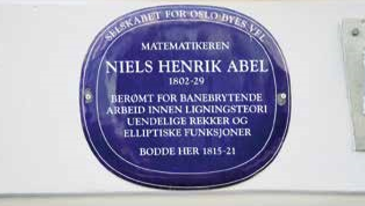 SELSKABET FOR OSLO BYES VEL
MATEMATIKEREN
NIELS HENRIK ABEL
1802-29
BERØMT FOR BANEBRYTENDE
ARBEID INNEN LIGNINGSTEORI
UENDELIGE REKKER OG
ELLIPTISKE FUNKSJONER
BODDE HER 1815-21